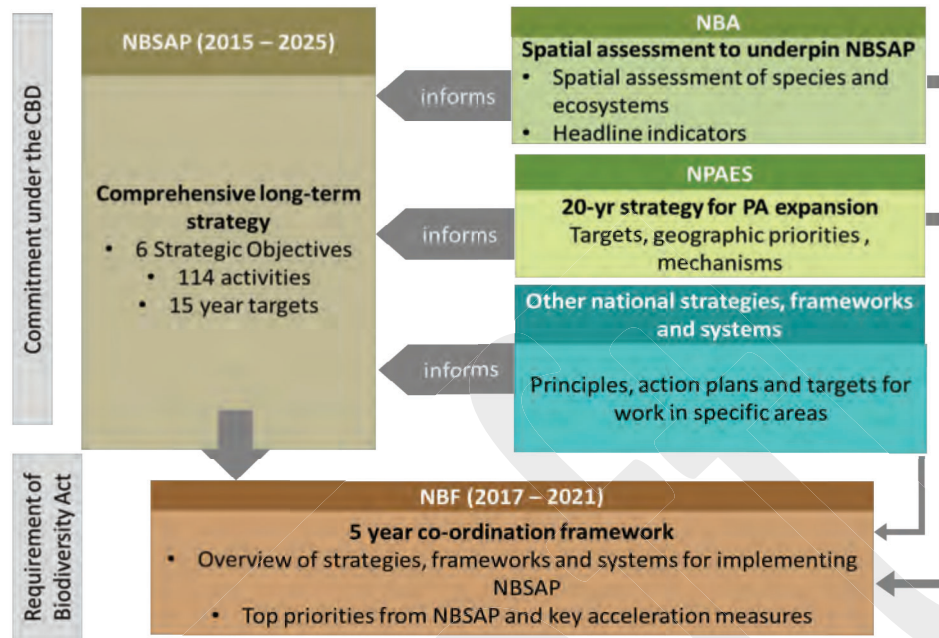 Commitment under the CBD
NBSAP (2015 – 2025)
Comprehensive long-term
strategy
• 6 Strategic Objectives
• 114 activities
• 15 year targets
informs
NBA
Spatial assessment to underpin NBSAP
• Spatial assessment of species and
ecosystems
• Headline indicators
informs
NPAES
20-yr strategy for PA expansion
Targets, geographic priorities ,
mechanisms
informs
Other national strategies, frameworks
and systems
Principles, action plans and targets for
work in specific areas
Requirement of
Biodiversity Act
NBF (2017 – 2021)
5 year co-ordination framework
• Overview of strategies, frameworks and systems for implementing
NBSAP
• Top priorities from NBSAP and key acceleration measures